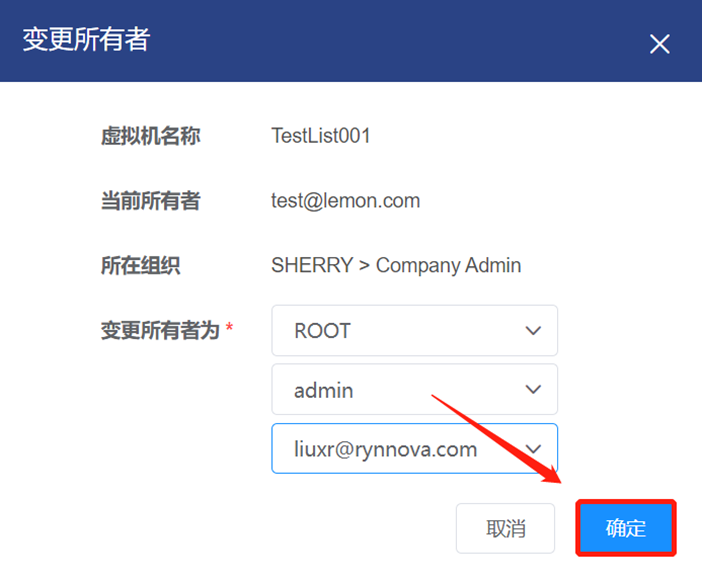 变更所有者
虚拟机名称 TestList001
当前所有者 test@lemon.com
所在组织 SHERRY > Company Admin
变更所有者为 * ROOT
admin
liuxr@rynnova.com
取消 确定